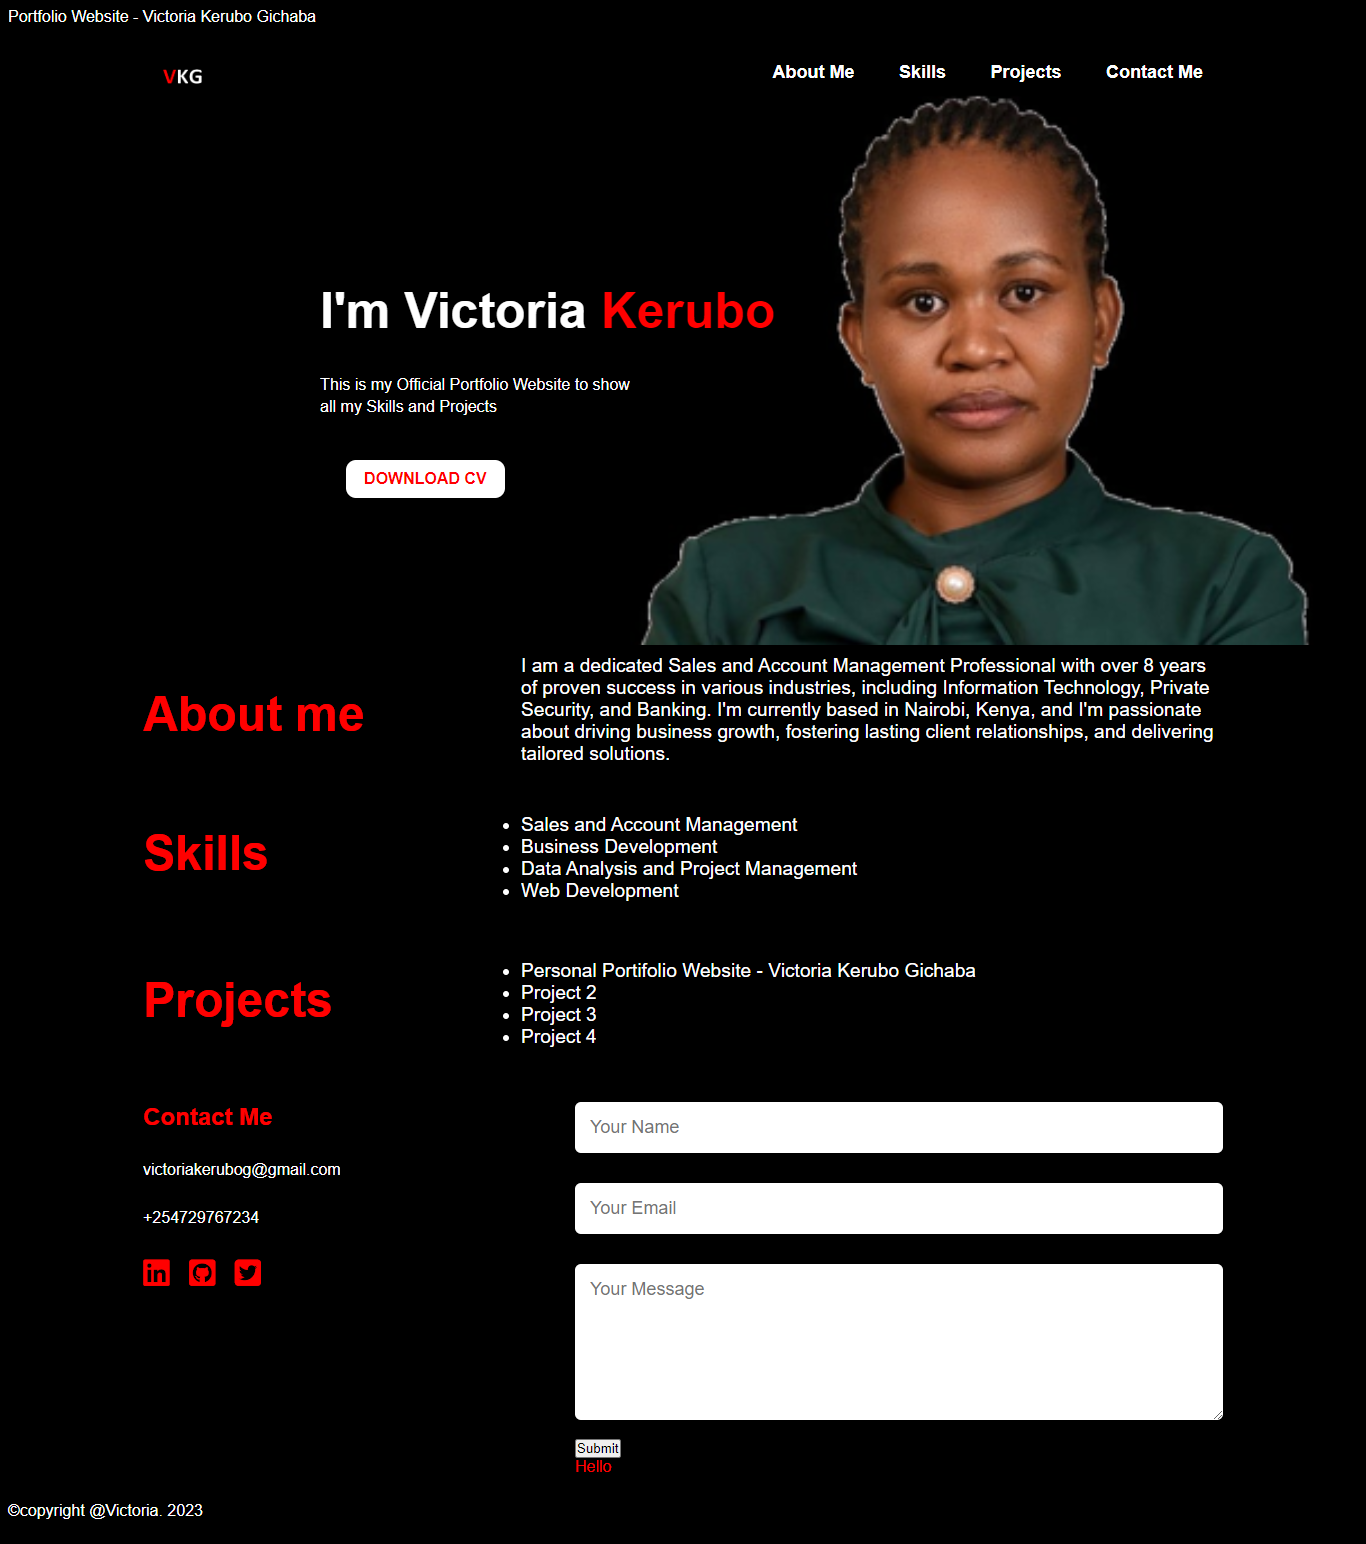 Portfolio Website - Victoria Kerubo Gichaba
VKG
About Me
Skills
Projects
Contact Me
I'm Victoria Kerubo
This is my Official Portfolio Website to show
all my Skills and Projects
DOWNLOAD CV
About me
I am a dedicated Sales and Account Management Professional with over 8 years
of proven success in various industries, including Information Technology, Private
Security, and Banking. I'm currently based in Nairobi, Kenya, and I'm passionate
about driving business growth, fostering lasting client relationships, and delivering
tailored solutions.
Skills
• Sales and Account Management
• Business Development
• Data Analysis and Project Management
• Web Development
Projects
• Personal Portifolio Website - Victoria Kerubo Gichaba
• Project 2
• Project 3
• Project 4
Contact Me
victoriakerubog@gmail.com
+254729767234
in
Your Name
Your Email
Your Message
Submit
Hello
©copyright @Victoria. 2023